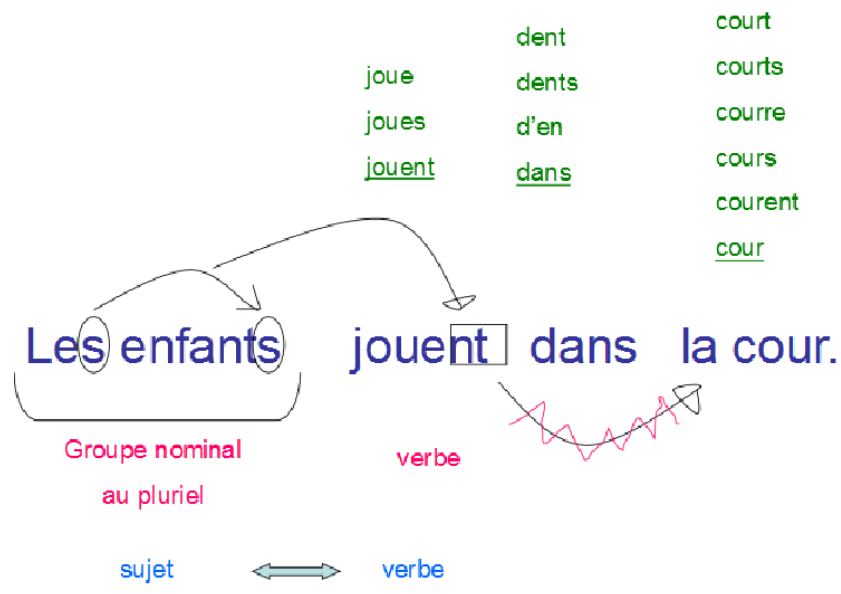 joue
joues
jouent
dent
dents
d'en
dans
court
courts
courre
cours
courent
cour
Les enfants jouent dans la cour.
Groupe nominal
au pluriel
verbe
sujet verbe